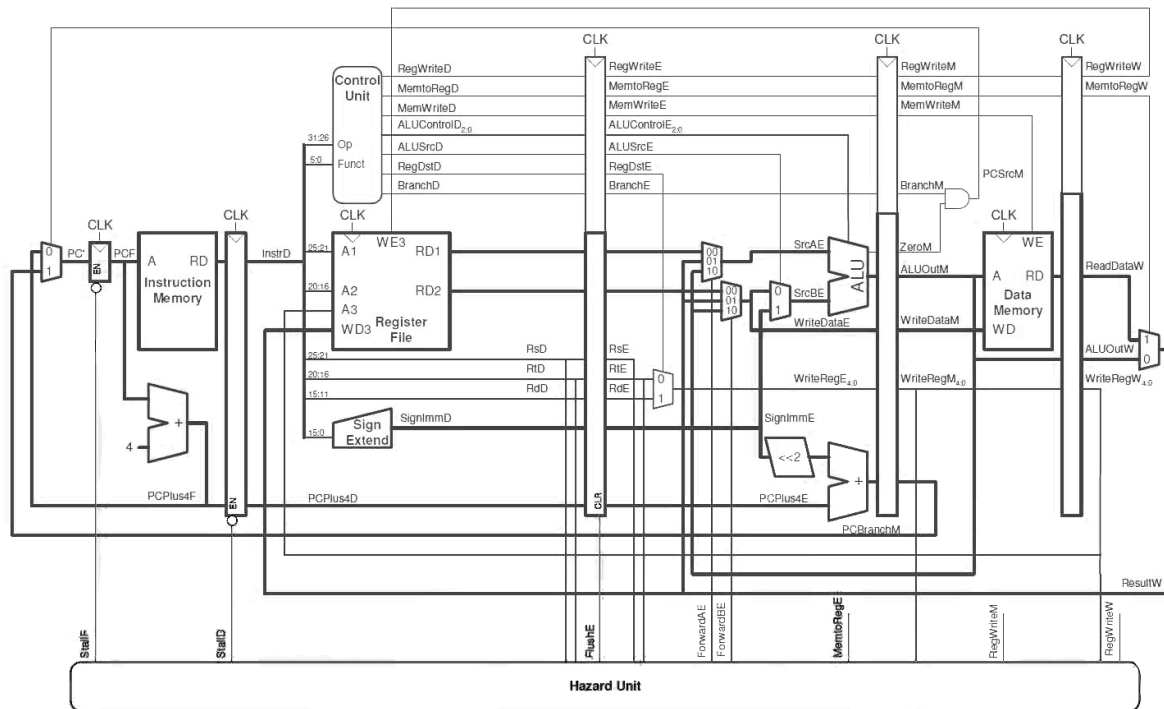 CLK CLK CLK
RegWriteD RegWriteE RegWriteM RegWriteW
Control Unit
MemtoRegD MemtoRegE MemtoRegM MemtoRegW
MemWriteD MemWriteE MemWriteM
ALUControlD2:0 ALUControlE2:0
31:26 Op
ALUSrcD ALUSrcE
5:0 Funct
RegDstD RegDstE
PCSrcM
BranchD BranchE BranchM
CLK CLK CLK CLK
WE3 WE
0 1 PC' PCF A RD InstrD 25:21 A1 RD1 00 01 10 SrcAE ZeroM
EN
Instruction Memory
ALU ALUOutM A RD ReadDataW
20:16 A2 RD2 00 01 10 0 1 SrcBE
A3
Data Memory
WD3 Register File WriteDataE WriteDataM WD
1 0
25:21 RsD RsE ALUOutW
20:16 RtD RtE 0 1
15:11 RdD RdE WriteRegE4:0 WriteRegM4:0 WriteRegW4:0
+
4
15:0 Sign Extend SignImmD SignImmE
<<2
+
PCPlus4F EN PCPlus4D CLR PCPlus4E
PCBranchM
ResultW
StallF StallD FlushE ForwardAE ForwardBE MemtoRegE RegWriteM RegWriteW
Hazard Unit